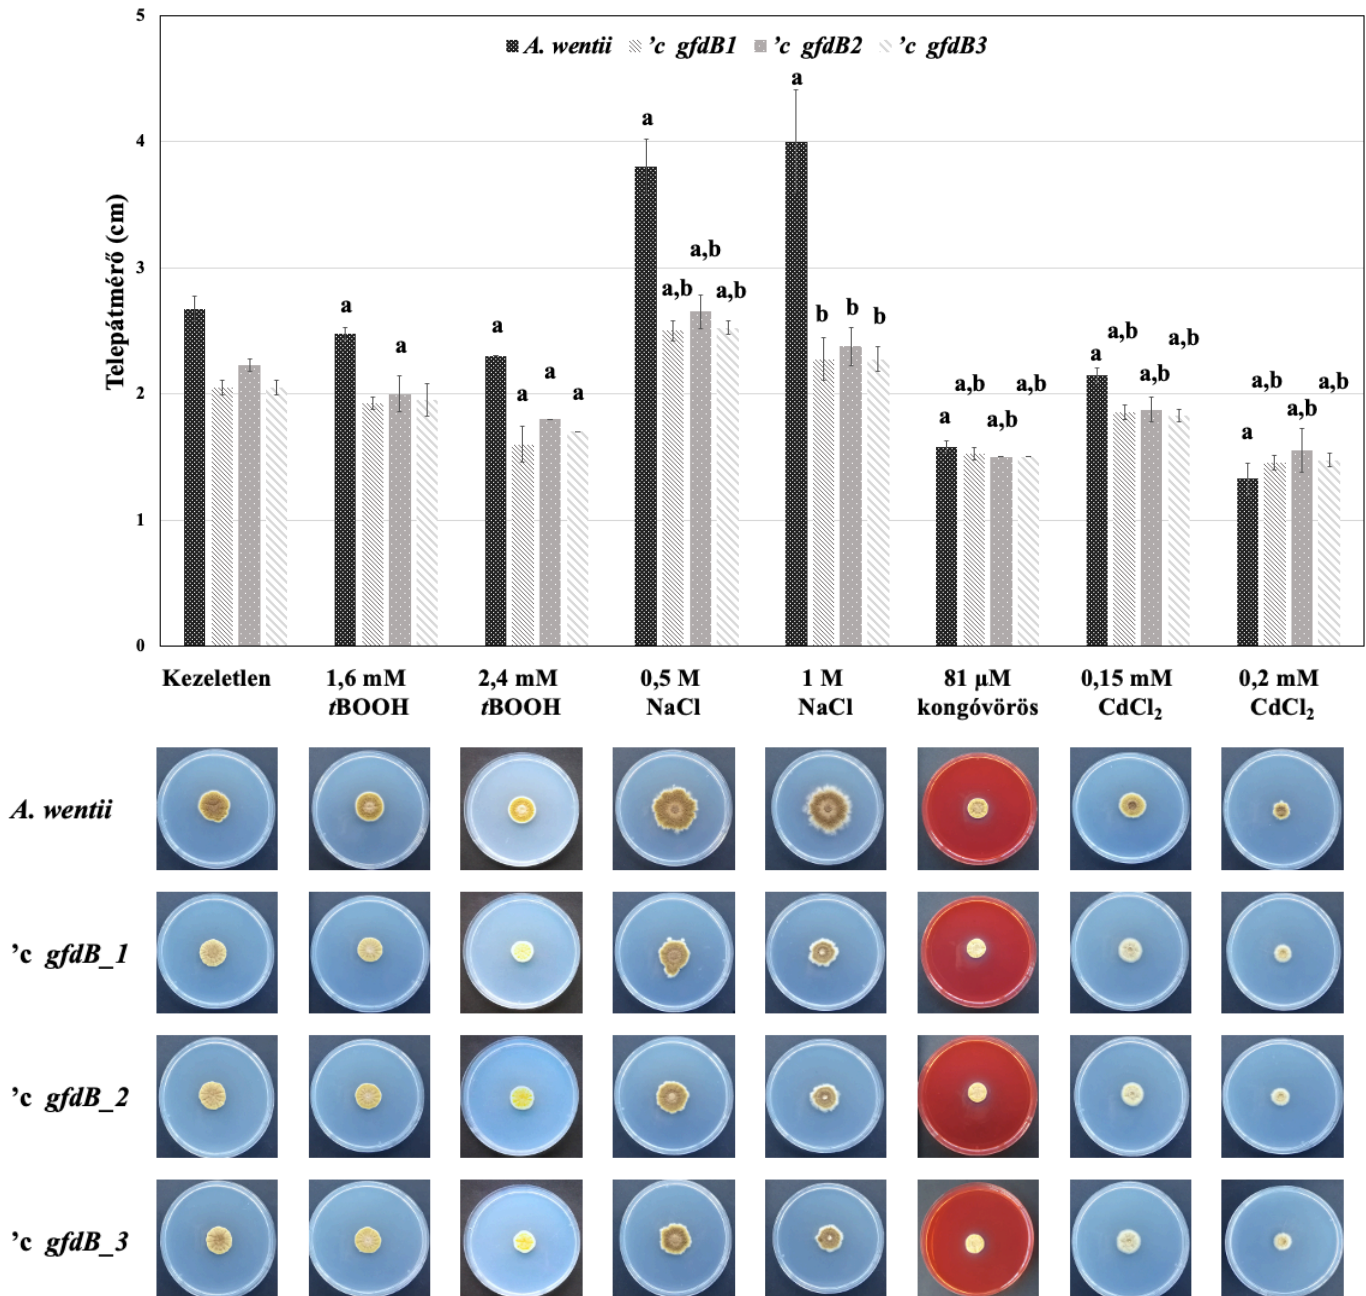 5
4
3
2
1
0
Telepátmérő (cm)
A. wentii ’c gfdB1 ’c gfdB2 ’c gfdB3
a
a
a
a,b
a,b
a,b
a
b b b
a
a
a
a
a
a
a
a,b
a,b
a,b
a
a,b
a,b
a,b
a
a,b
a,b
a,b
Kezeletlen
1,6 mM
tBOOH
2,4 mM
tBOOH
0,5 M
NaCl
1 M
NaCl
81 µM
kongóvörös
0,15 mM
CdCl₂
0,2 mM
CdCl₂
A. wentii
’c gfdB_1
’c gfdB_2
’c gfdB_3